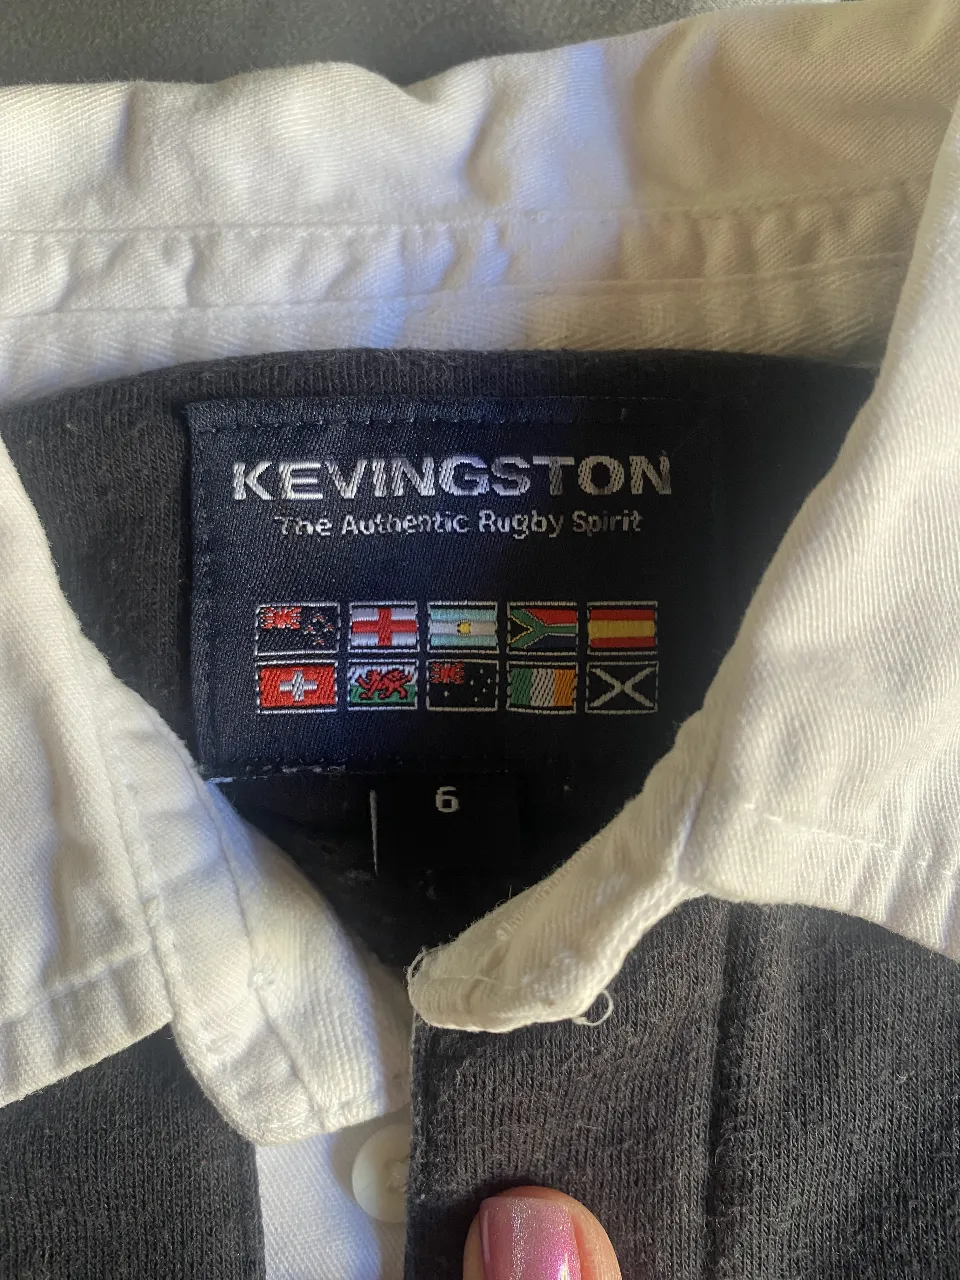 KEVINGSTON
The Authentic Rugby Spirit
6